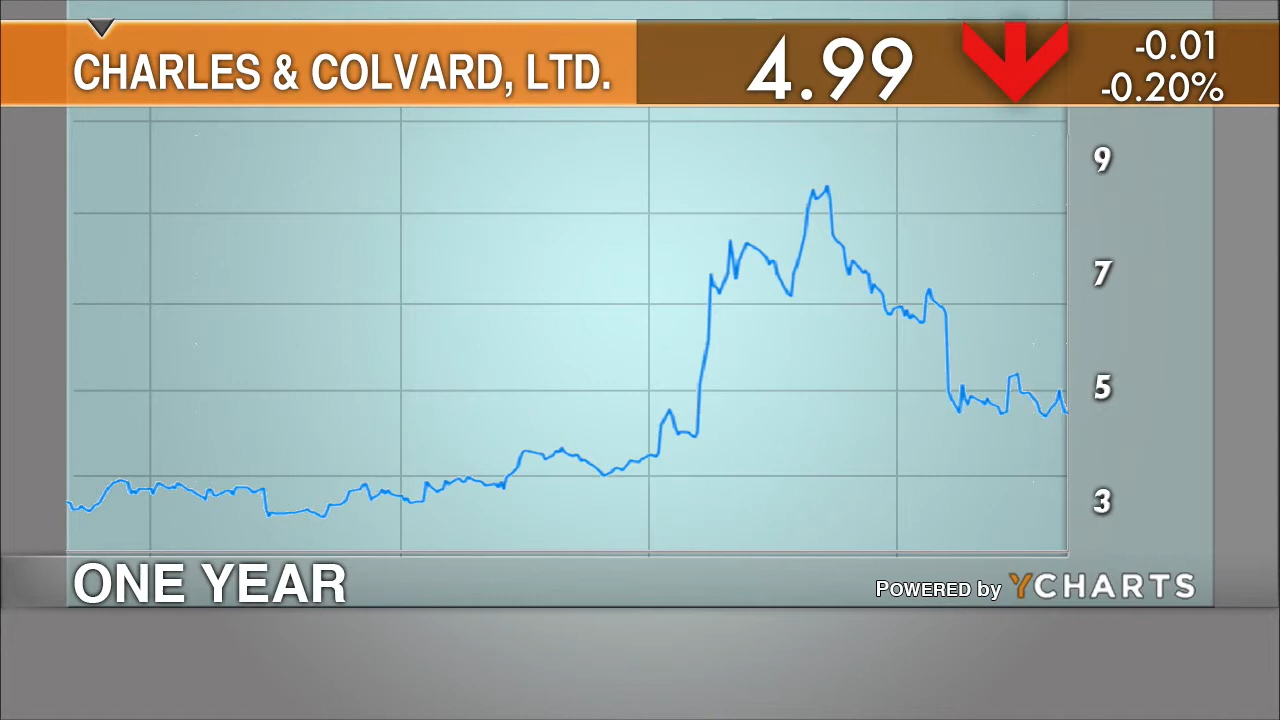 CHARLES & COLVARD, LTD.
4.99
-0.01
-0.20%
9
7
5
3
ONE YEAR
POWERED by YCHARTS